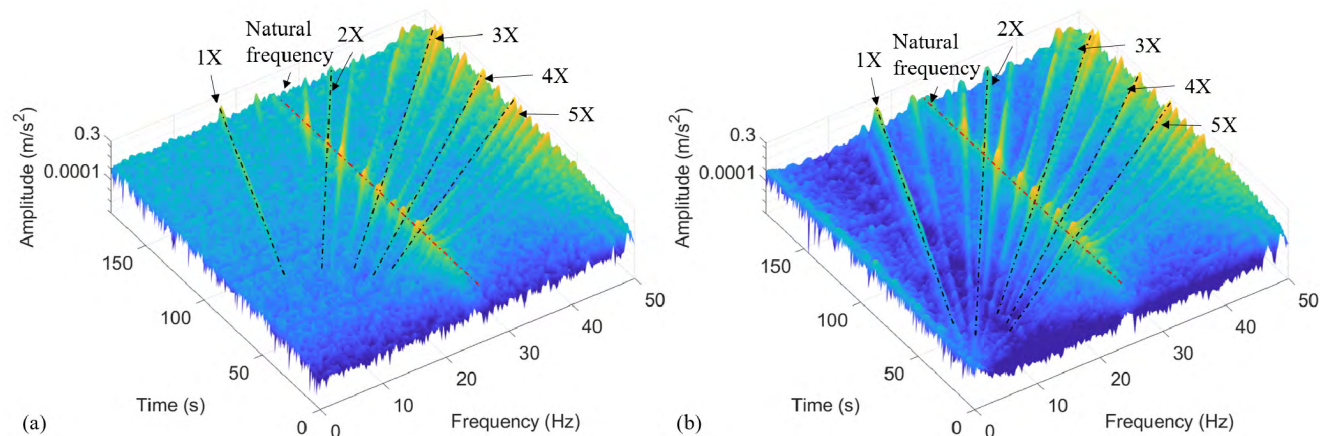 Natural
frequency
1X
2X
3X
4X
5X
Amplitude (m/s²)
0.3
0.0001
150
100
50
0
Time (s)
0
10
20
30
40
50
Frequency (Hz)
(a)
Natural
frequency
1X
2X
3X
4X
5X
Amplitude (m/s²)
0.3
0.0001
150
100
50
0
Time (s)
0
10
20
30
40
50
Frequency (Hz)
(b)